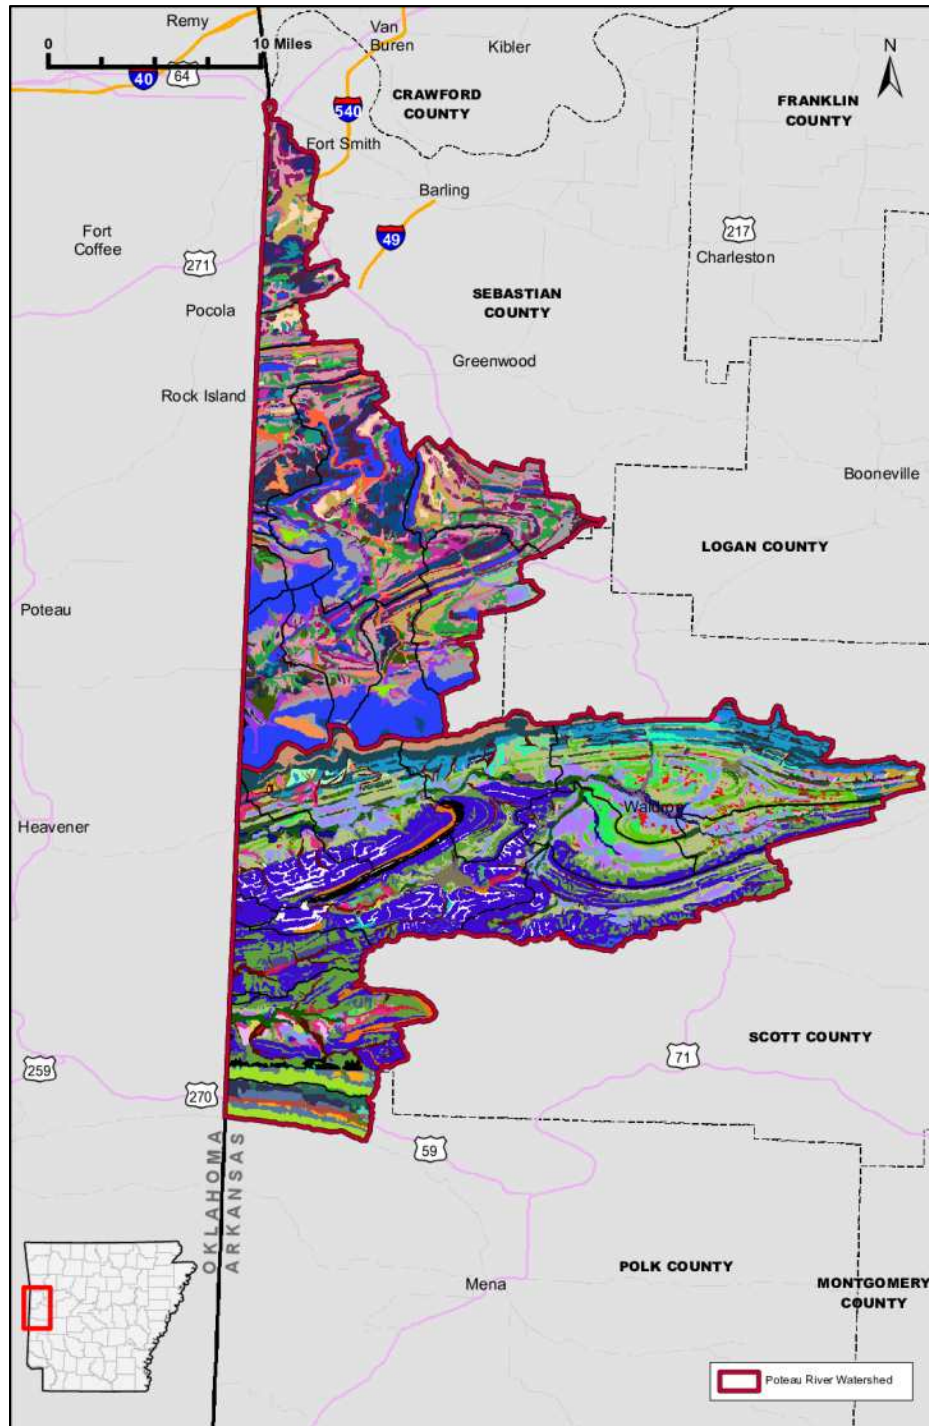 Remy
Van
Buren
Kibler
0
10 Miles
N
64
40
CRAWFORD
COUNTY
FRANKLIN
COUNTY
540
Fort Smith
Barling
Fort
Coffee
49
217
Charleston
271
SEBASTIAN
COUNTY
Pocola
Greenwood
Rock Island
Booneville
LOGAN COUNTY
Poteau
Waldron
Heavener
SCOTT COUNTY
71
259
270
59
OKLAHOMA
ARKANSAS
Mena
POLK COUNTY
MONTGOMERY
COUNTY
Poteau River Watershed